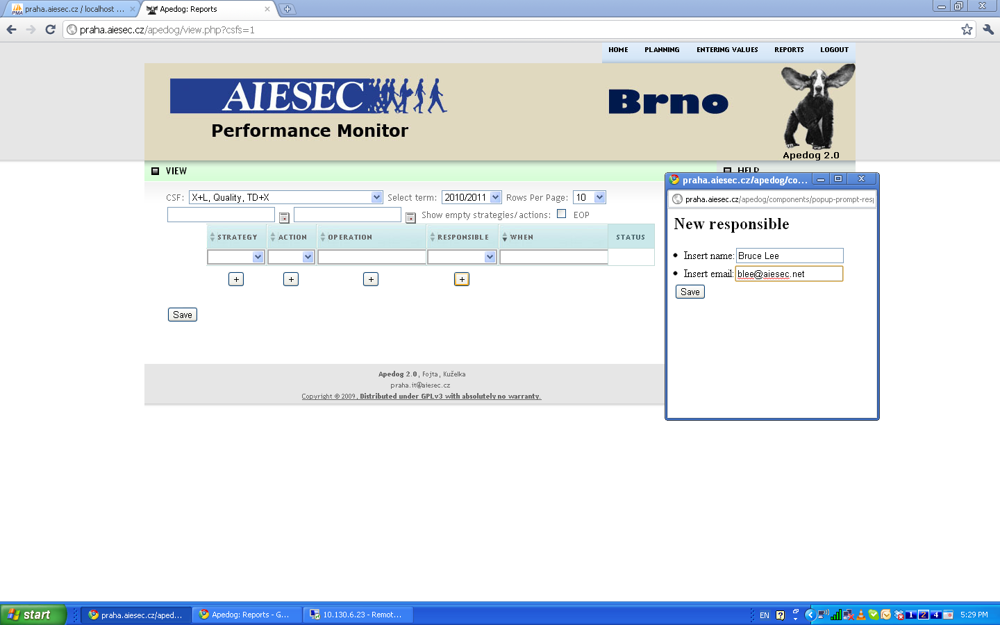 praha.aiesec.cz / localhost ...
Apedog: Reports
praha.aiesec.cz/apedog/view.php?csfs=1
HOME PLANNING ENTERING VALUES REPORTS LOGOUT
AIESEC
Performance Monitor
Brno
Apedog 2.0
VIEW
HELP
CSF: X+L, Quality, TD+X Select term: 2010/2011 Rows Per Page: 10
Show empty strategies/actions: EOP
STRATEGY ACTION OPERATION RESPONSIBLE WHEN STATUS
+ + + +
Save
Apedog 2.0, Fojta, Kuželka
praha.it@aiesec.cz
Copyright © 2009, Distributed under GPLv3 with absolutely no warranty.
praha.aiesec.cz/apedog/co...
praha.aiesec.cz/apedog/components/popup-prompt-resp
New responsible
Insert name: Bruce Lee
Insert email: blee@aiesec.net
Save
start
praha.aiesec.cz/aped...
Apedog: Reports - G...
10.130.6.23 - Remot...
EN
1 2 4
5:29 PM